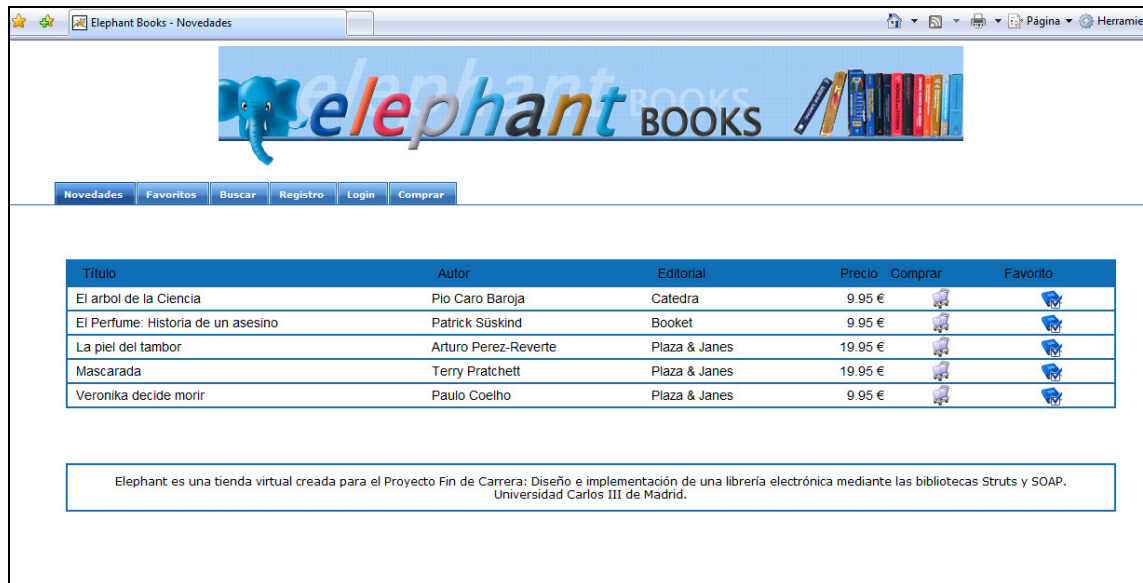 Elephant Books - Novedades
Página
elephant BOOKS
Novedades Favoritos Buscar Registro Login Comprar
Título Autor Editorial Precio Comprar Favorito
El arbol de la Ciencia Pio Caro Baroja Catedra 9.95 €
El Perfume: Historia de un asesino Patrick Süskind Booket 9.95 €
La piel del tambor Arturo Perez-Reverte Plaza & Janes 19.95 €
Mascarada Terry Pratchett Plaza & Janes 19.95 €
Veronika decide morir Paulo Coelho Plaza & Janes 9.95 €
Elephant es una tienda virtual creada para el Proyecto Fin de Carrera: Diseño e implementación de una librería electrónica mediante las bibliotecas Struts y SOAP.
Universidad Carlos III de Madrid.